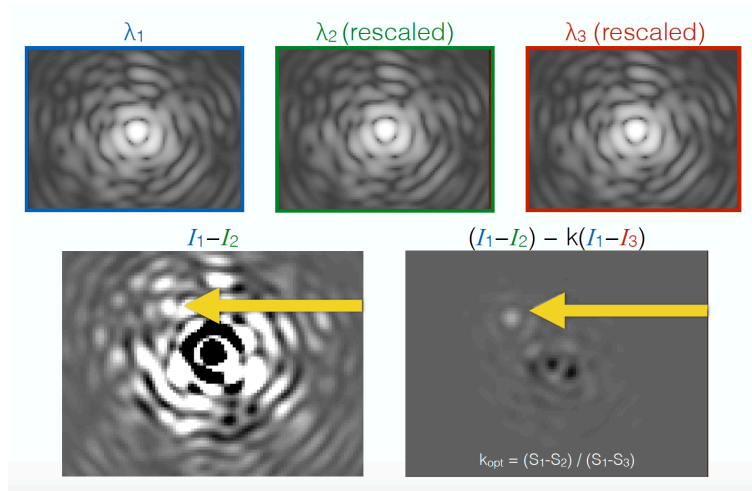 λ₁
λ₂ (rescaled)
λ₃ (rescaled)
I₁–I₂
(I₁–I₂) – k(I₁–I₃)
kₒₚₜ = (S₁-S₂) / (S₁-S₃)